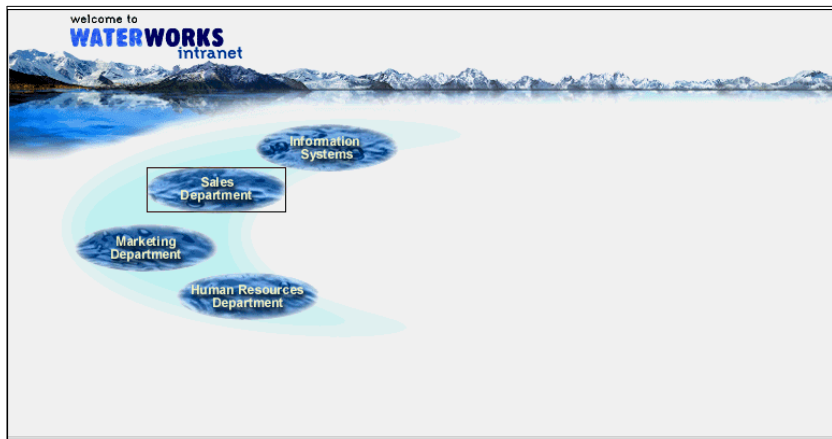 welcome to
WATERWORKS
intranet
Information
Systems
Sales
Department
Marketing
Department
Human Resources
Department